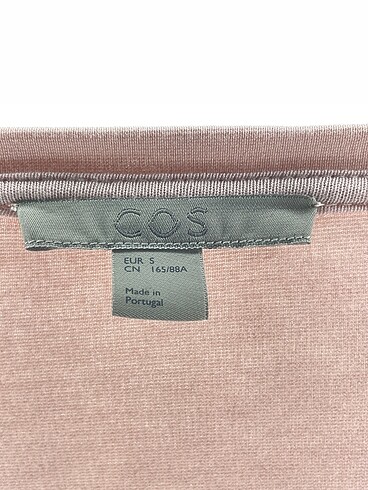 COS
EUR S
CN 165/88A
Made in
Portugal